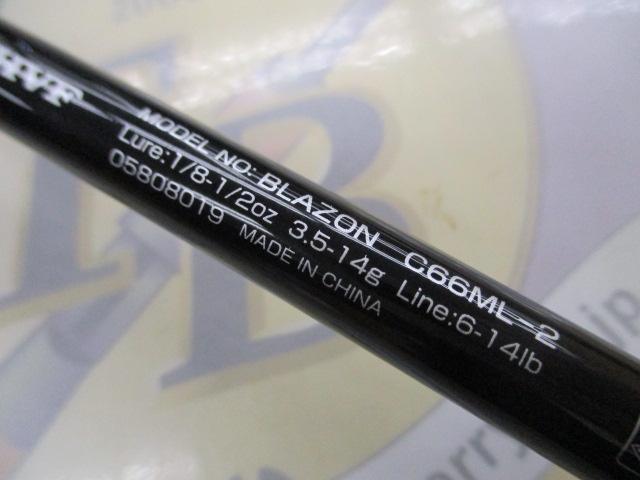 HVF
MODEL NO: BLAZON C66ML-2
Lure:1/8-1/2oz 3.5-14g Line:6-14lb
05808019 MADE IN CHINA